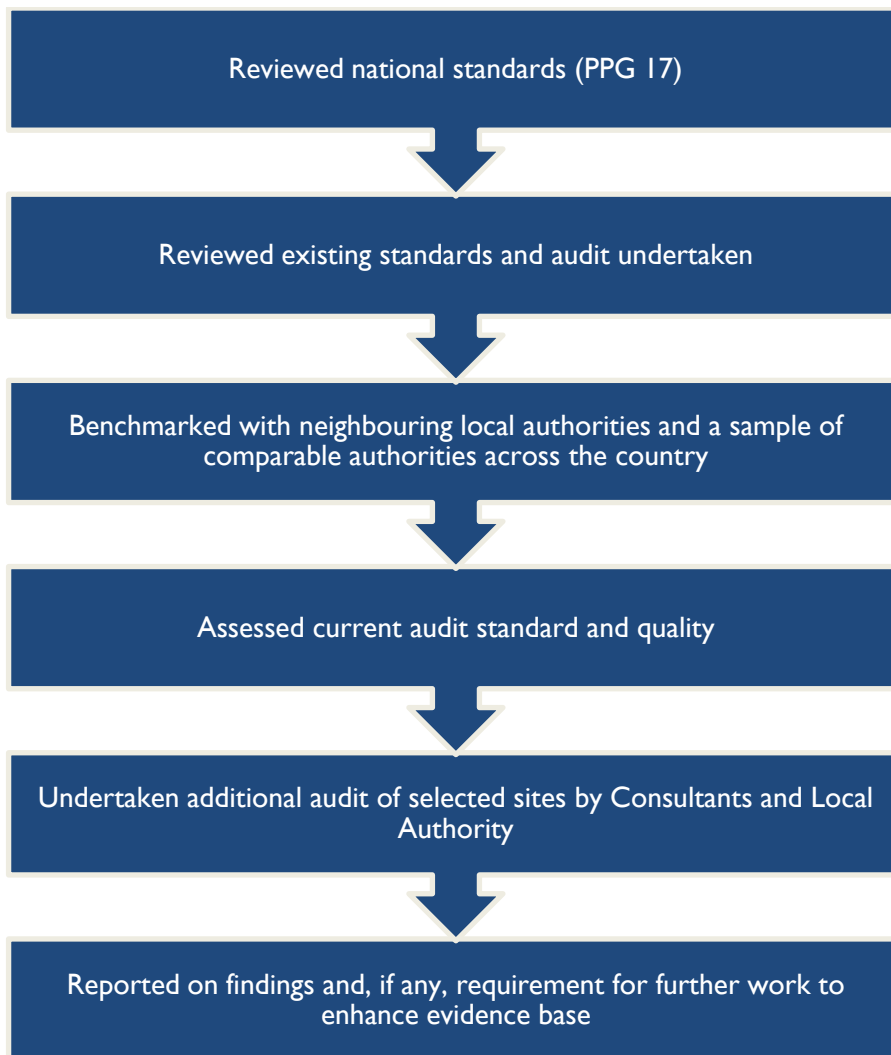 Reviewed national standards (PPG 17)
Reviewed existing standards and audit undertaken
Benchmarked with neighbouring local authorities and a sample of
comparable authorities across the country
Assessed current audit standard and quality
Undertaken additional audit of selected sites by Consultants and Local
Authority
Reported on findings and, if any, requirement for further work to
enhance evidence base